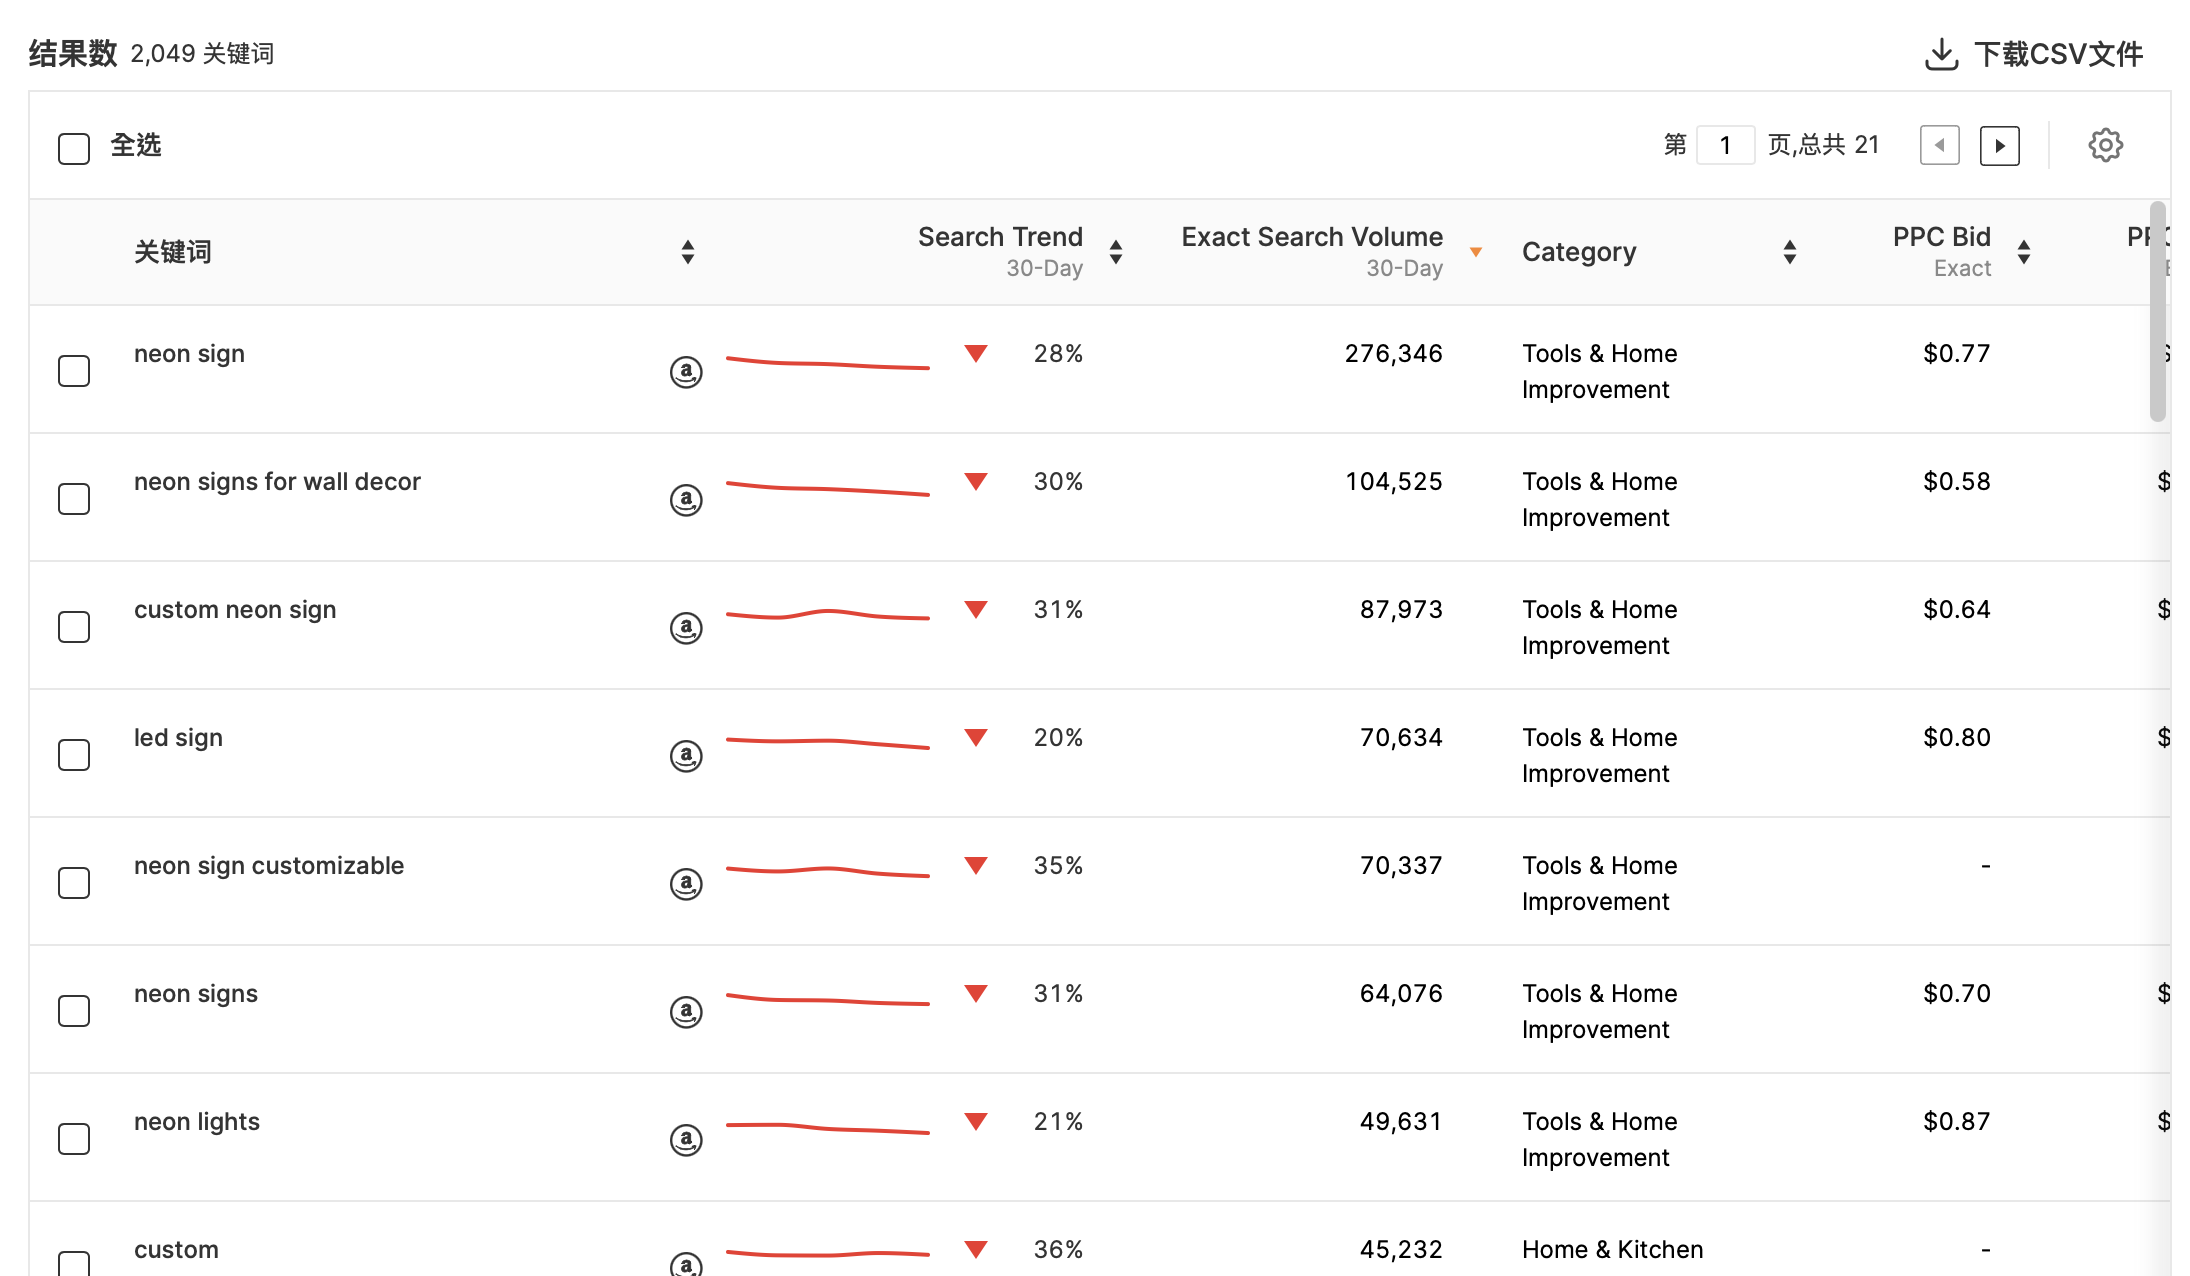 结果数 2,049 关键词 下载CSV文件
全选 第 1 页,总共 21
关键词 Search Trend Exact Search Volume Category PPC Bid
30-Day 30-Day Exact
neon sign 28% 276,346 Tools & Home $0.77
Improvement
neon signs for wall decor 30% 104,525 Tools & Home $0.58 $
Improvement
custom neon sign 31% 87,973 Tools & Home $0.64 $
Improvement
led sign 20% 70,634 Tools & Home $0.80 $
Improvement
neon sign customizable 35% 70,337 Tools & Home -
Improvement
neon signs 31% 64,076 Tools & Home $0.70 $
Improvement
neon lights 21% 49,631 Tools & Home $0.87 $
Improvement
custom 36% 45,232 Home & Kitchen -